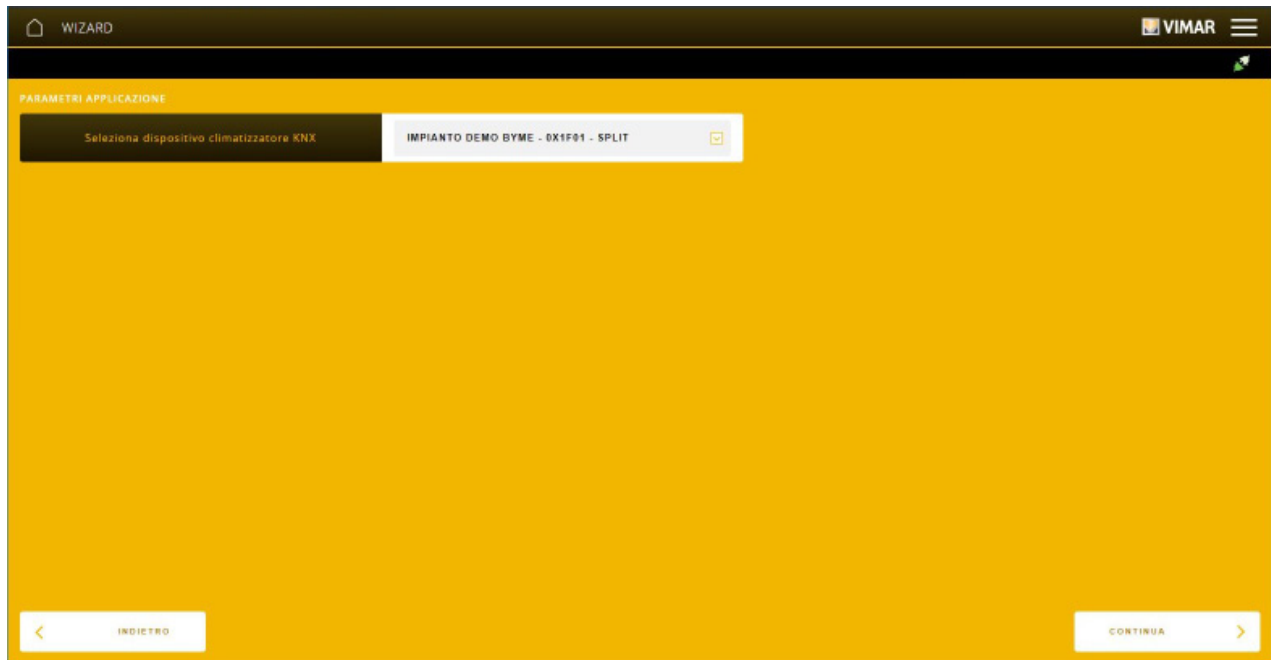 WIZARD
VIMAR
PARAMETRI APPLICAZIONE
Seleziona dispositivo climatizzatore KNX
IMPIANTO DEMO BYME - 0X1F01 - SPLIT
INDIETRO
CONTINUA